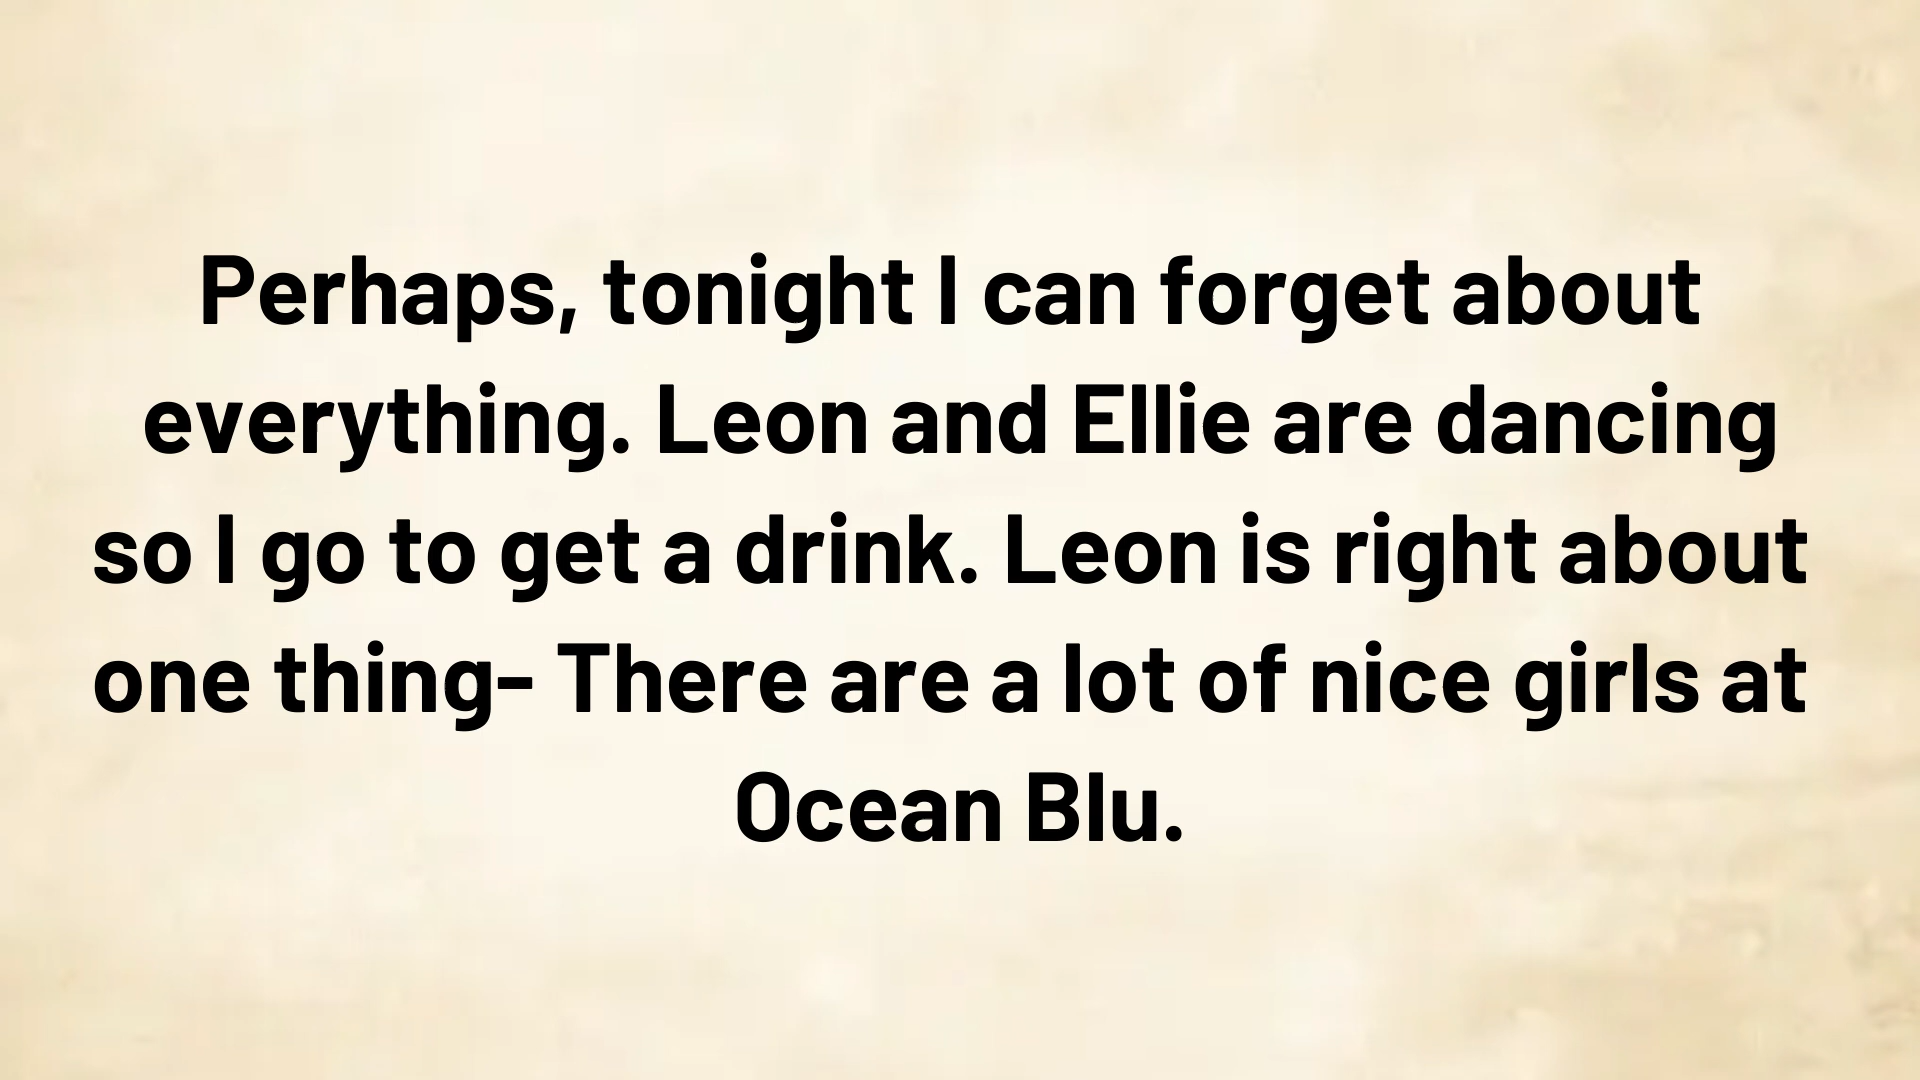 Perhaps, tonight I can forget about
everything. Leon and Ellie are dancing
so I go to get a drink. Leon is right about
one thing- There are a lot of nice girls at
Ocean Blu.